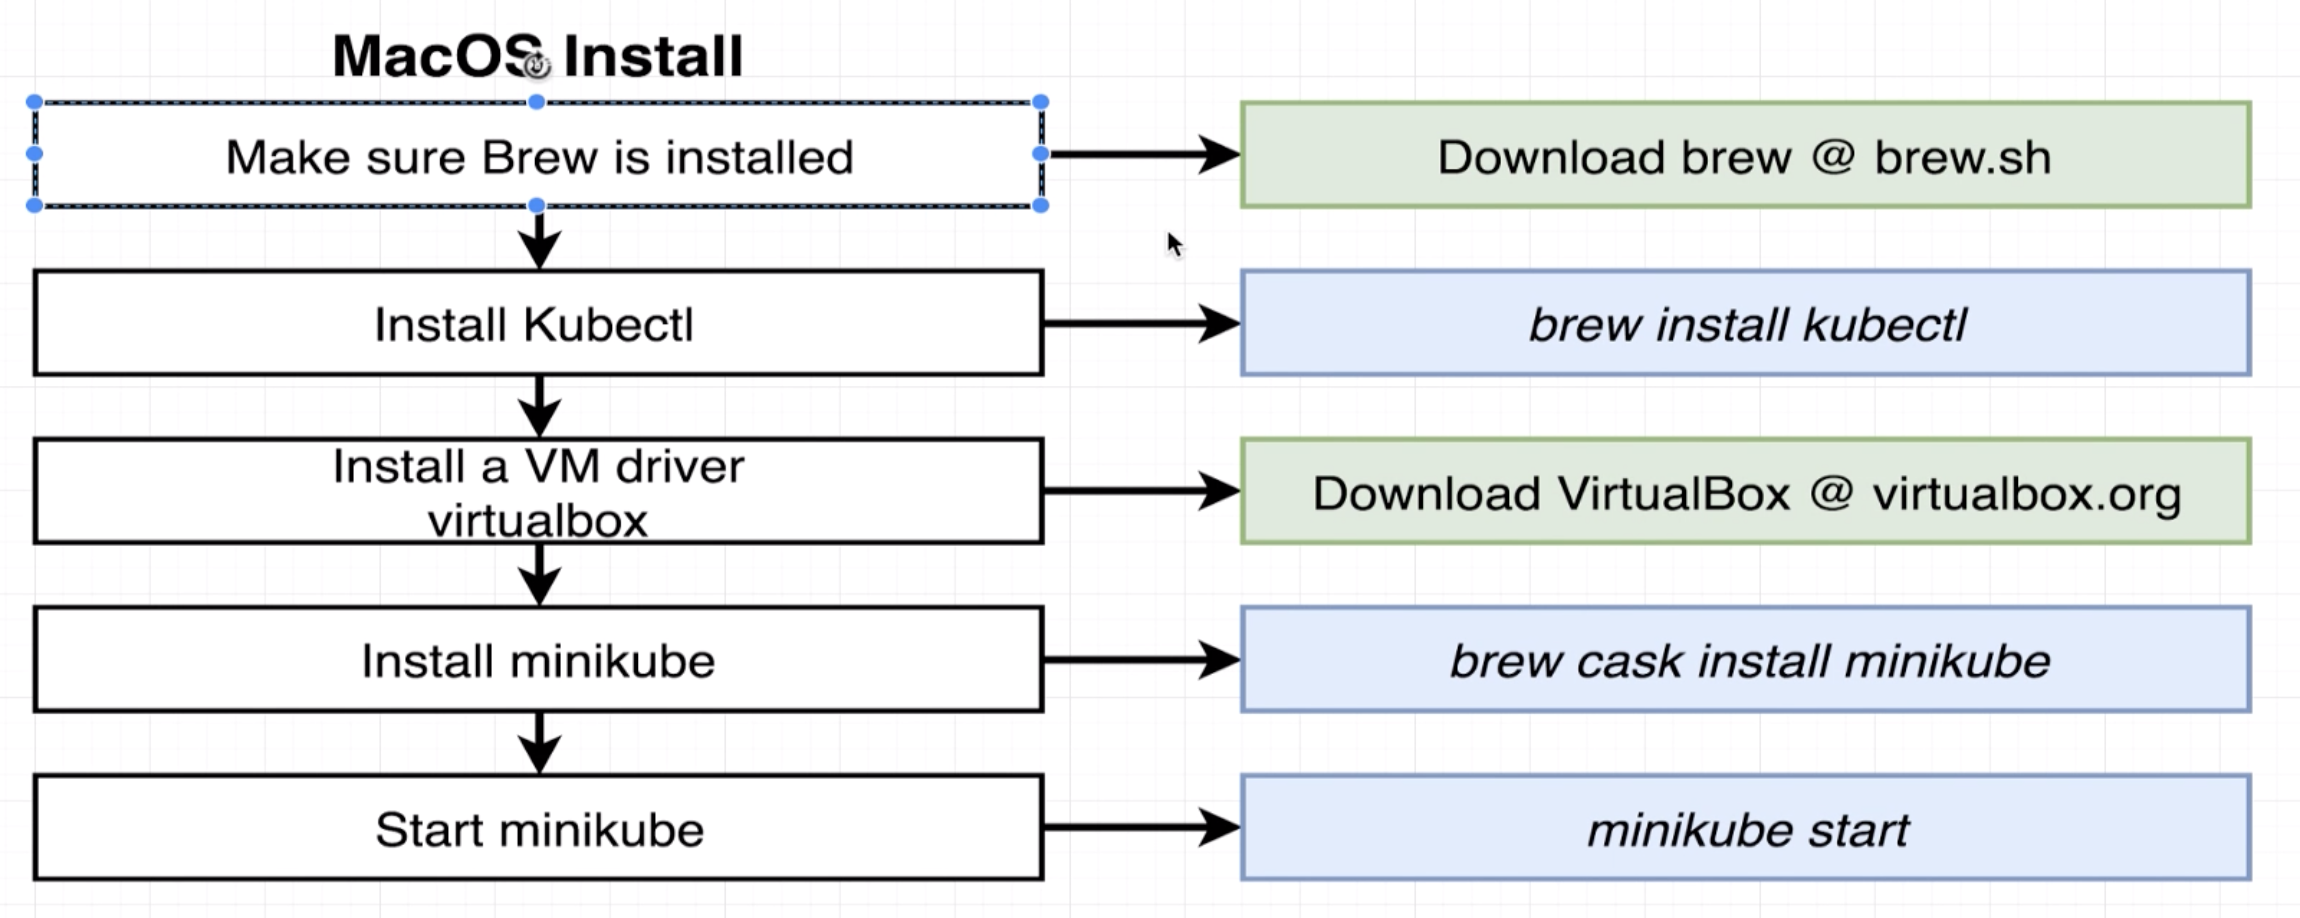 MacOS Install
Make sure Brew is installed
Download brew @ brew.sh
Install Kubectl
brew install kubectl
Install a VM driver
virtualbox
Download VirtualBox @ virtualbox.org
Install minikube
brew cask install minikube
Start minikube
minikube start